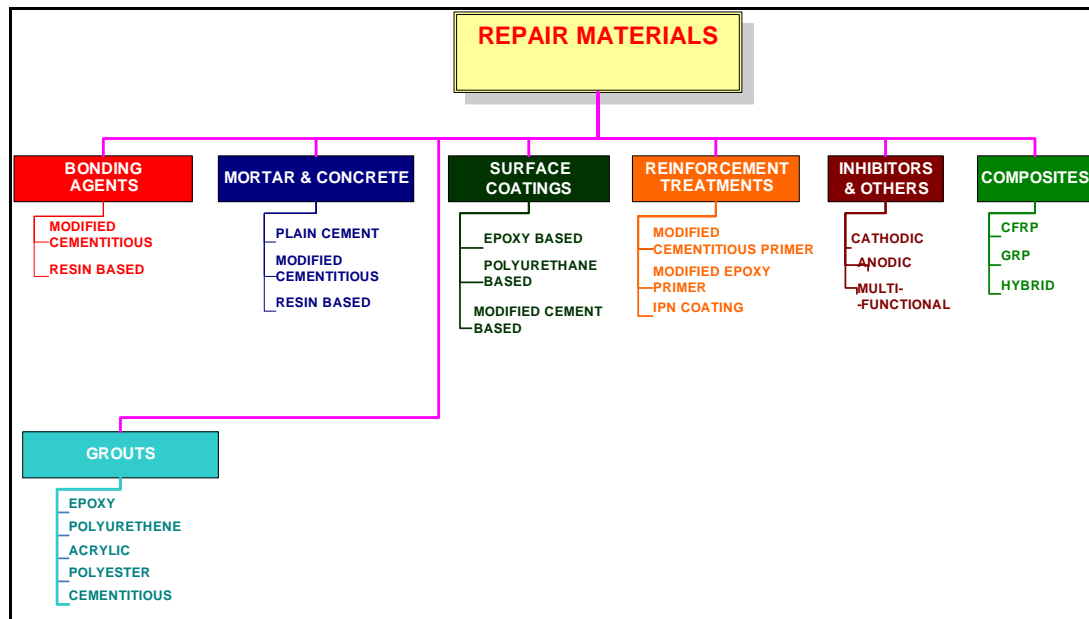 REPAIR MATERIALS
BONDING
AGENTS
MODIFIED
CEMENTITIOUS
RESIN BASED
MORTAR & CONCRETE
PLAIN CEMENT
MODIFIED
CEMENTITIOUS
RESIN BASED
SURFACE
COATINGS
EPOXY BASED
POLYURETHANE
BASED
MODIFIED CEMENT
BASED
REINFORCEMENT
TREATMENTS
MODIFIED
CEMENTITIOUS PRIMER
MODIFIED EPOXY
PRIMER
IPN COATING
INHIBITORS
& OTHERS
CATHODIC
ANODIC
MULTI-
-FUNCTIONAL
COMPOSITES
CFRP
GRP
HYBRID
GROUTS
EPOXY
POLYURETHENE
ACRYLIC
POLYESTER
CEMENTITIOUS